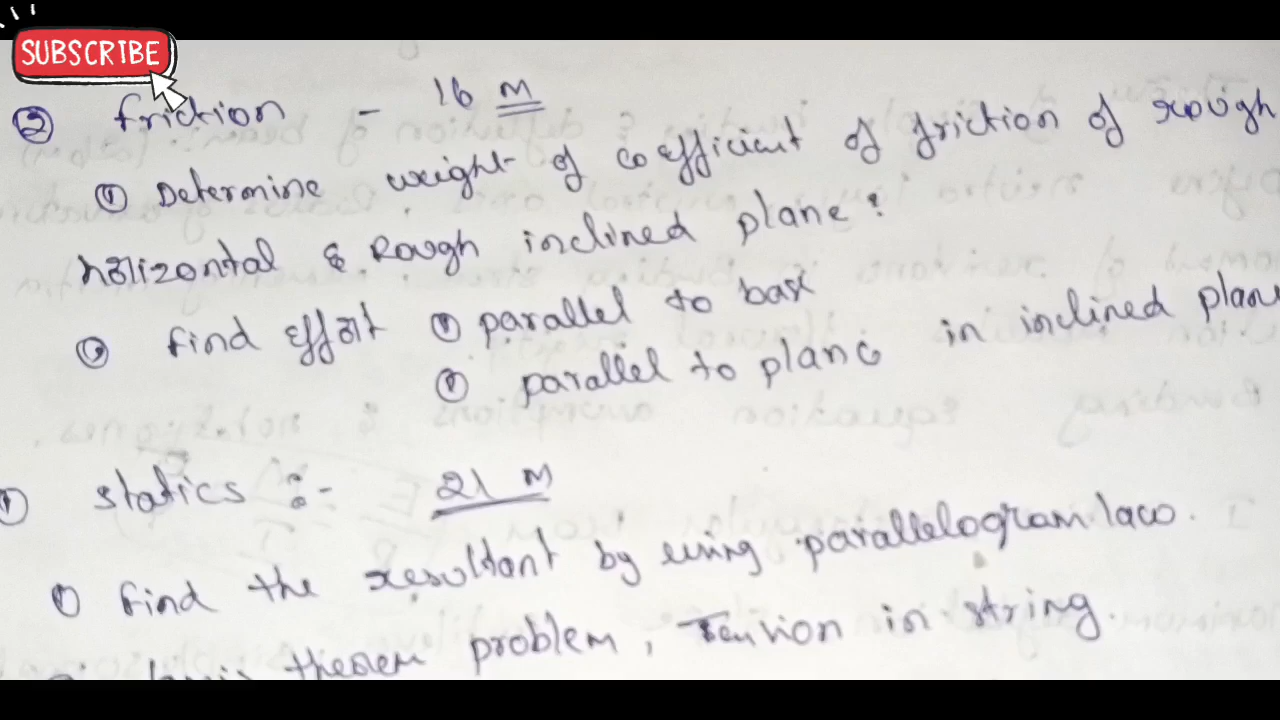 SUBSCRIBE
② friction - 16 M
① Determine weight of coefficient of friction of rough
horizontal & Rough inclined plane:
② find effort ① parallel to base
② parallel to plane in inclined plane
① statics :- 21 M
① find the resultant by using parallelogram law.
theorem problem, Tension in string.